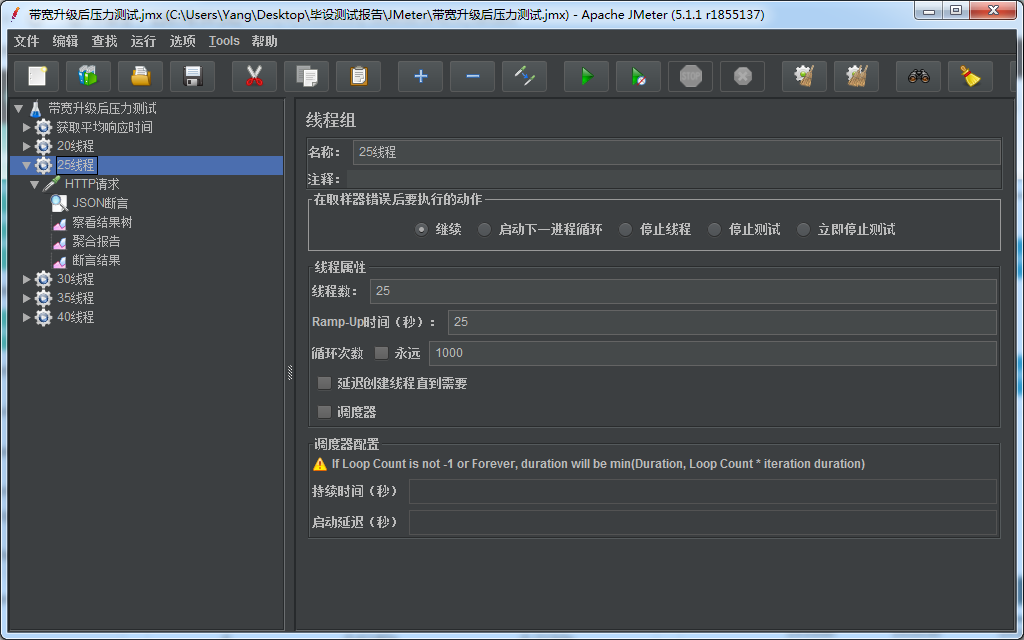 带宽升级后压力测试.jmx (C:\Users\Yang\Desktop\毕设测试报告\JMeter\带宽升级后压力测试.jmx) - Apache JMeter (5.1.1 r1855137)
文件 编辑 查找 运行 选项 Tools 帮助
STOP
带宽升级后压力测试
获取平均响应时间
20线程
25线程
HTTP请求
JSON断言
察看结果树
聚合报告
断言结果
30线程
35线程
40线程
线程组
名称： 25线程
注释：
在取样器错误后要执行的动作
继续 启动下一进程循环 停止线程 停止测试 立即停止测试
线程属性
线程数： 25
Ramp-Up时间（秒）： 25
循环次数 永远 1000
延迟创建线程直到需要
调度器
调度器配置
If Loop Count is not -1 or Forever, duration will be min(Duration, Loop Count * iteration duration)
持续时间（秒）
启动延迟（秒）